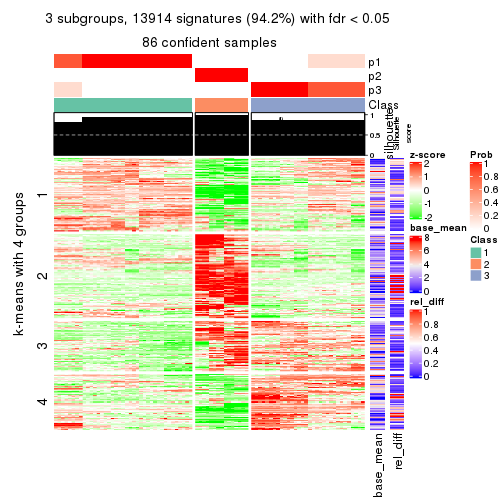 3 subgroups, 13914 signatures (94.2%) with fdr < 0.05
86 confident samples
p1
p2
p3
Class
1
0.5
0
silhouette
Silhouette
score
k-means with 4 groups
1
2
3
4
base_mean
rel_diff
z-score
2
1
0
-1
-2
base_mean
8
6
4
2
0
rel_diff
1
0.8
0.6
0.4
0.2
0
Prob
1
0.8
0.6
0.4
0.2
0
Class
1
2
3